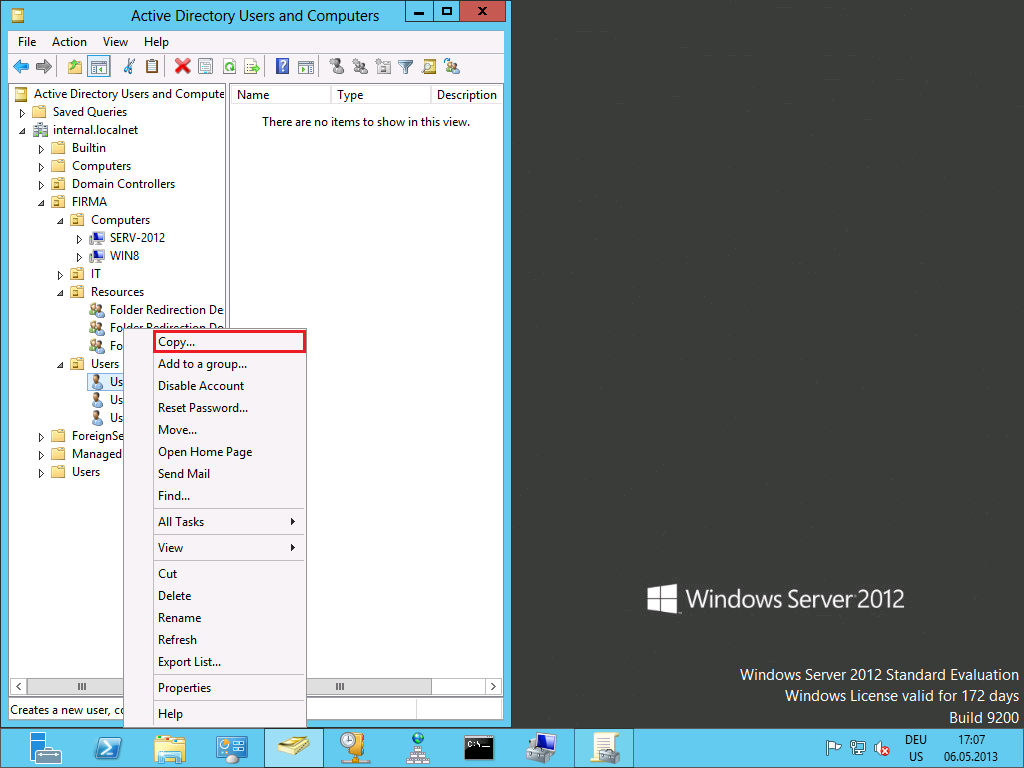 Active Directory Users and Computers
File Action View Help
Active Directory Users and Compute
Saved Queries
internal.localnet
Builtin
Computers
Domain Controllers
FIRMA
Computers
SERV-2012
WIN8
IT
Resources
Folder Redirection De
Folder Redirection Do
Fo
Users
Us
Us
Us
ForeignSe
Managed
Users
Name Type Description
There are no items to show in this view.
Copy...
Add to a group...
Disable Account
Reset Password...
Move...
Open Home Page
Send Mail
Find...
All Tasks
View
Cut
Delete
Rename
Refresh
Export List...
Properties
Help
Creates a new user, co
Windows Server 2012
Windows Server 2012 Standard Evaluation
Windows License valid for 172 days
Build 9200
C:\
DEU
US
17:07
06.05.2013